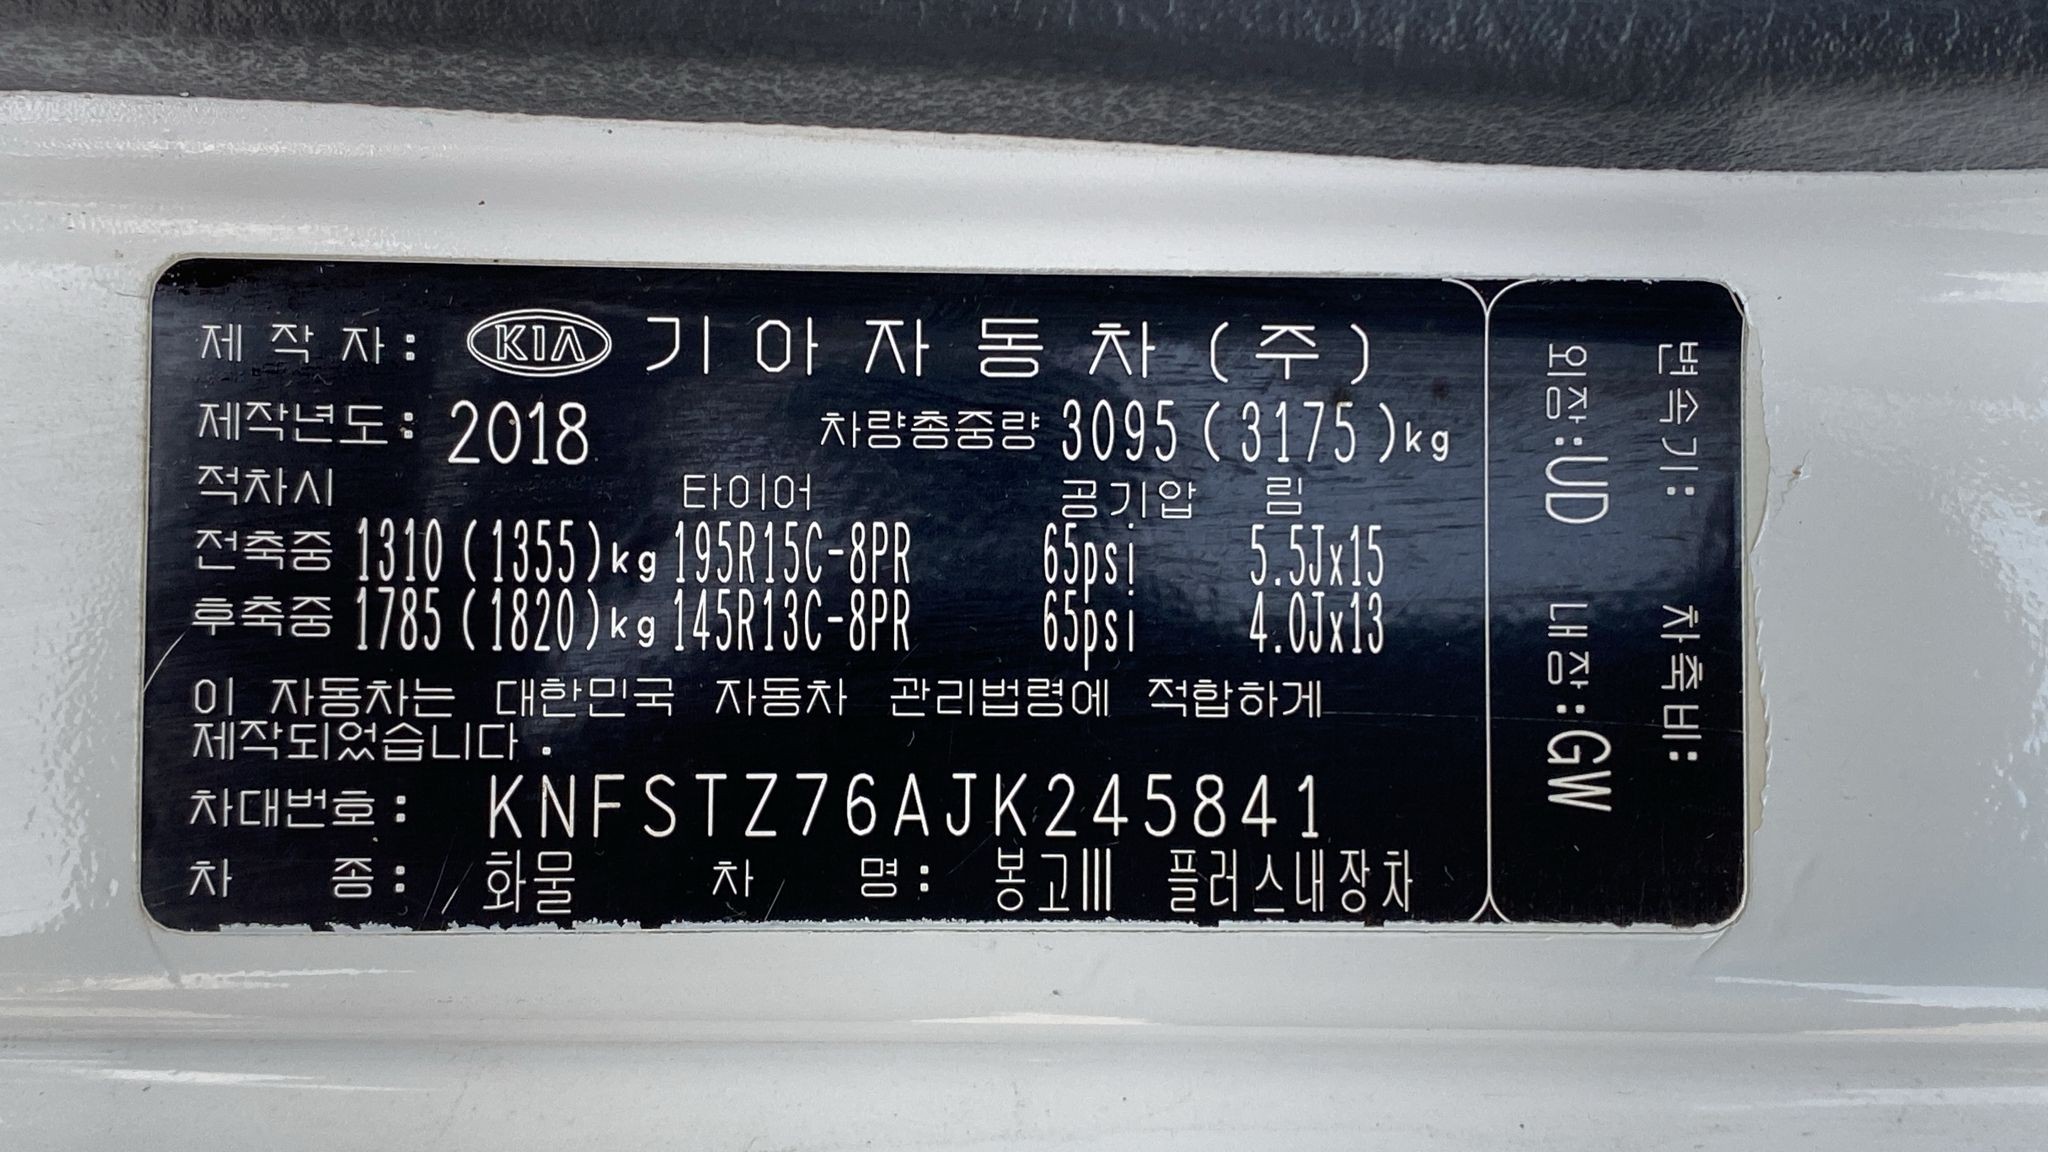 제 작 자: KIA 기 아 자 동 차 (주)
제작년도: 2018 차량총중량 3095 (3175)kg
적차시 타이어 공기압 림
전축중 1310 (1355)kg 195R15C-8PR 65psi 5.5Jx15
후축중 1785 (1820)kg 145R13C-8PR 65psi 4.0Jx13
이 자동차는 대한민국 자동차 관리법령에 적합하게
제작되었습니다.
차대번호: KNFSTZ76AJK245841
차 종: 화물 차 명: 봉고III 플러스내장차
변속기: 차축비:
외장:UD 내장:GW